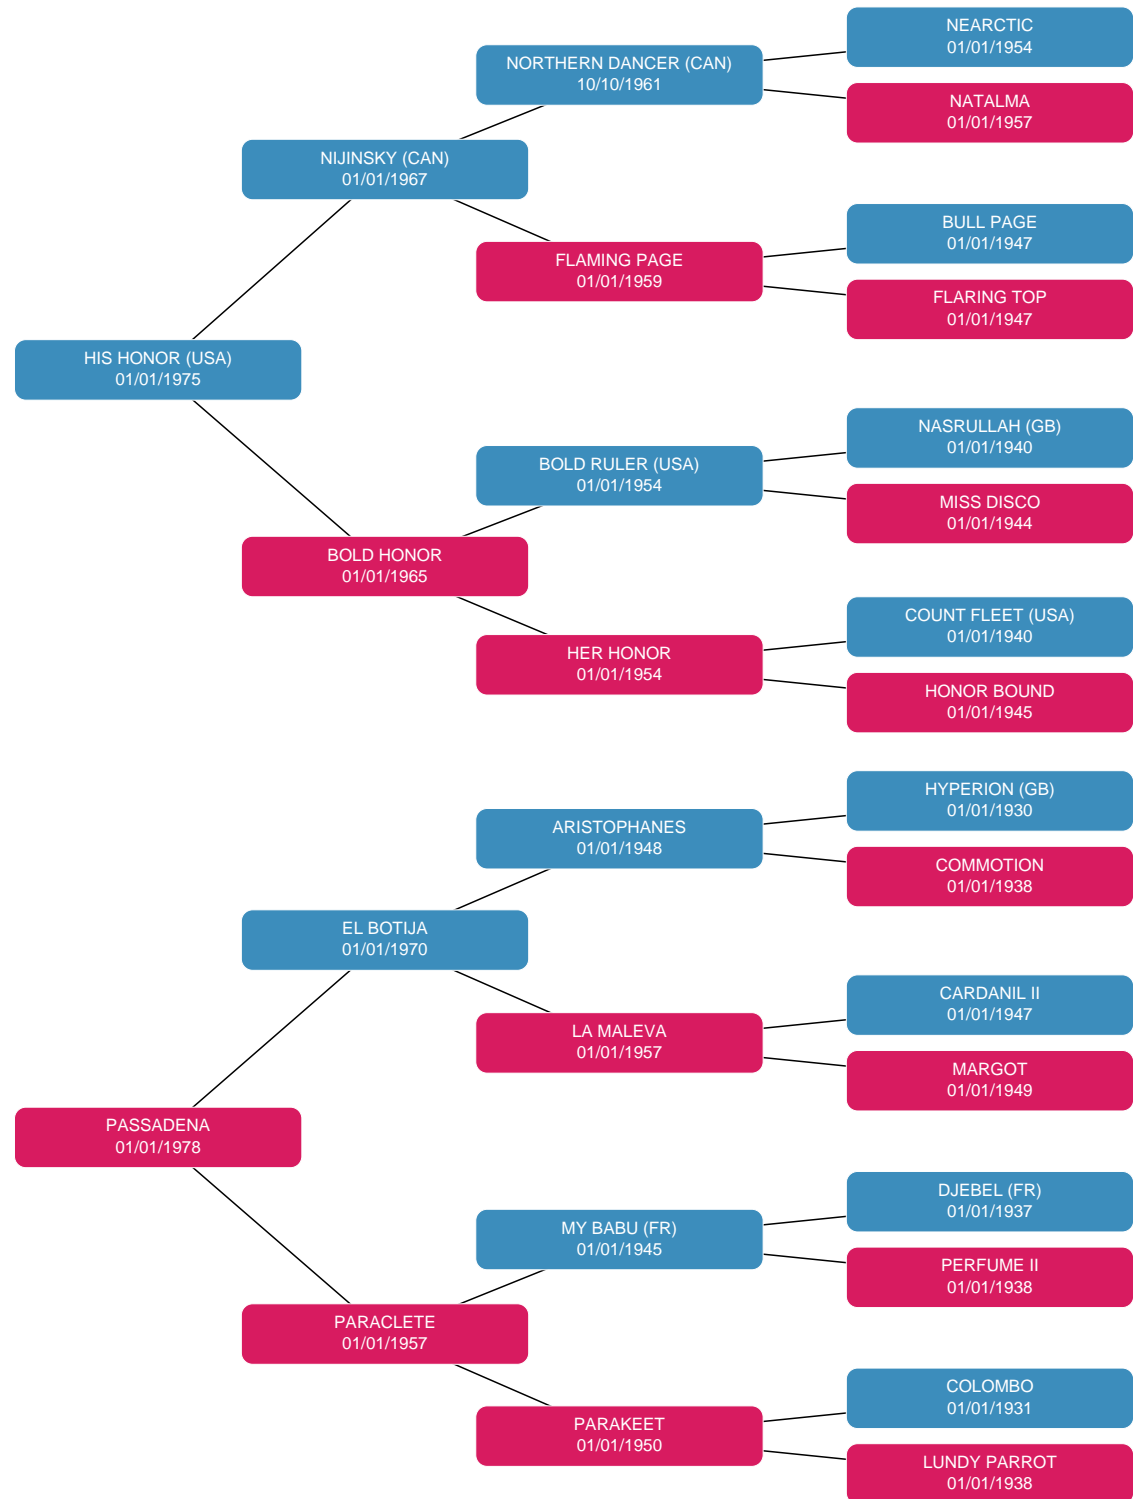 NEARCTIC
01/01/1954
NORTHERN DANCER (CAN)
10/10/1961
NATALMA
01/01/1957
NIJINSKY (CAN)
01/01/1967
BULL PAGE
01/01/1947
FLAMING PAGE
01/01/1959
FLARING TOP
01/01/1947
HIS HONOR (USA)
01/01/1975
NASRULLAH (GB)
01/01/1940
BOLD RULER (USA)
01/01/1954
MISS DISCO
01/01/1944
BOLD HONOR
01/01/1965
COUNT FLEET (USA)
01/01/1940
HER HONOR
01/01/1954
HONOR BOUND
01/01/1945
HYPERION (GB)
01/01/1930
ARISTOPHANES
01/01/1948
COMMOTION
01/01/1938
EL BOTIJA
01/01/1970
CARDANIL II
01/01/1947
LA MALEVA
01/01/1957
MARGOT
01/01/1949
PASSADENA
01/01/1978
DJEBEL (FR)
01/01/1937
MY BABU (FR)
01/01/1945
PERFUME II
01/01/1938
PARACLETE
01/01/1957
COLOMBO
01/01/1931
PARAKEET
01/01/1950
LUNDY PARROT
01/01/1938